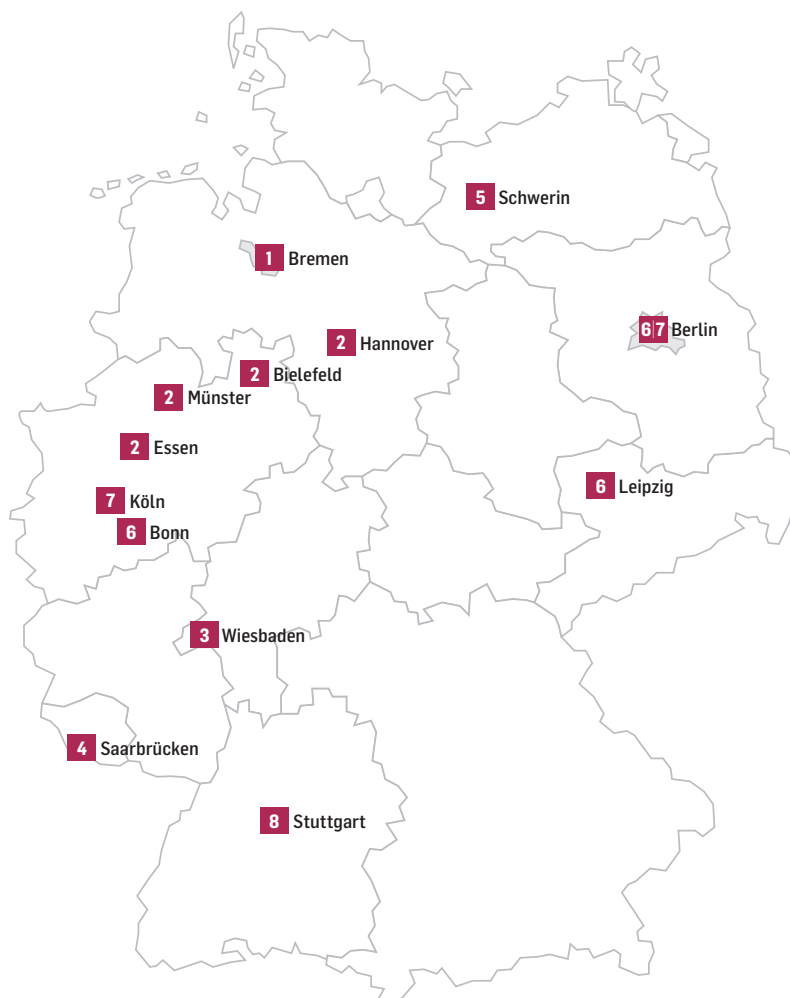 5 Schwerin
1 Bremen
6|7 Berlin
2 Hannover
2 Bielefeld
2 Münster
2 Essen
6 Leipzig
7 Köln
6 Bonn
3 Wiesbaden
4 Saarbrücken
8 Stuttgart